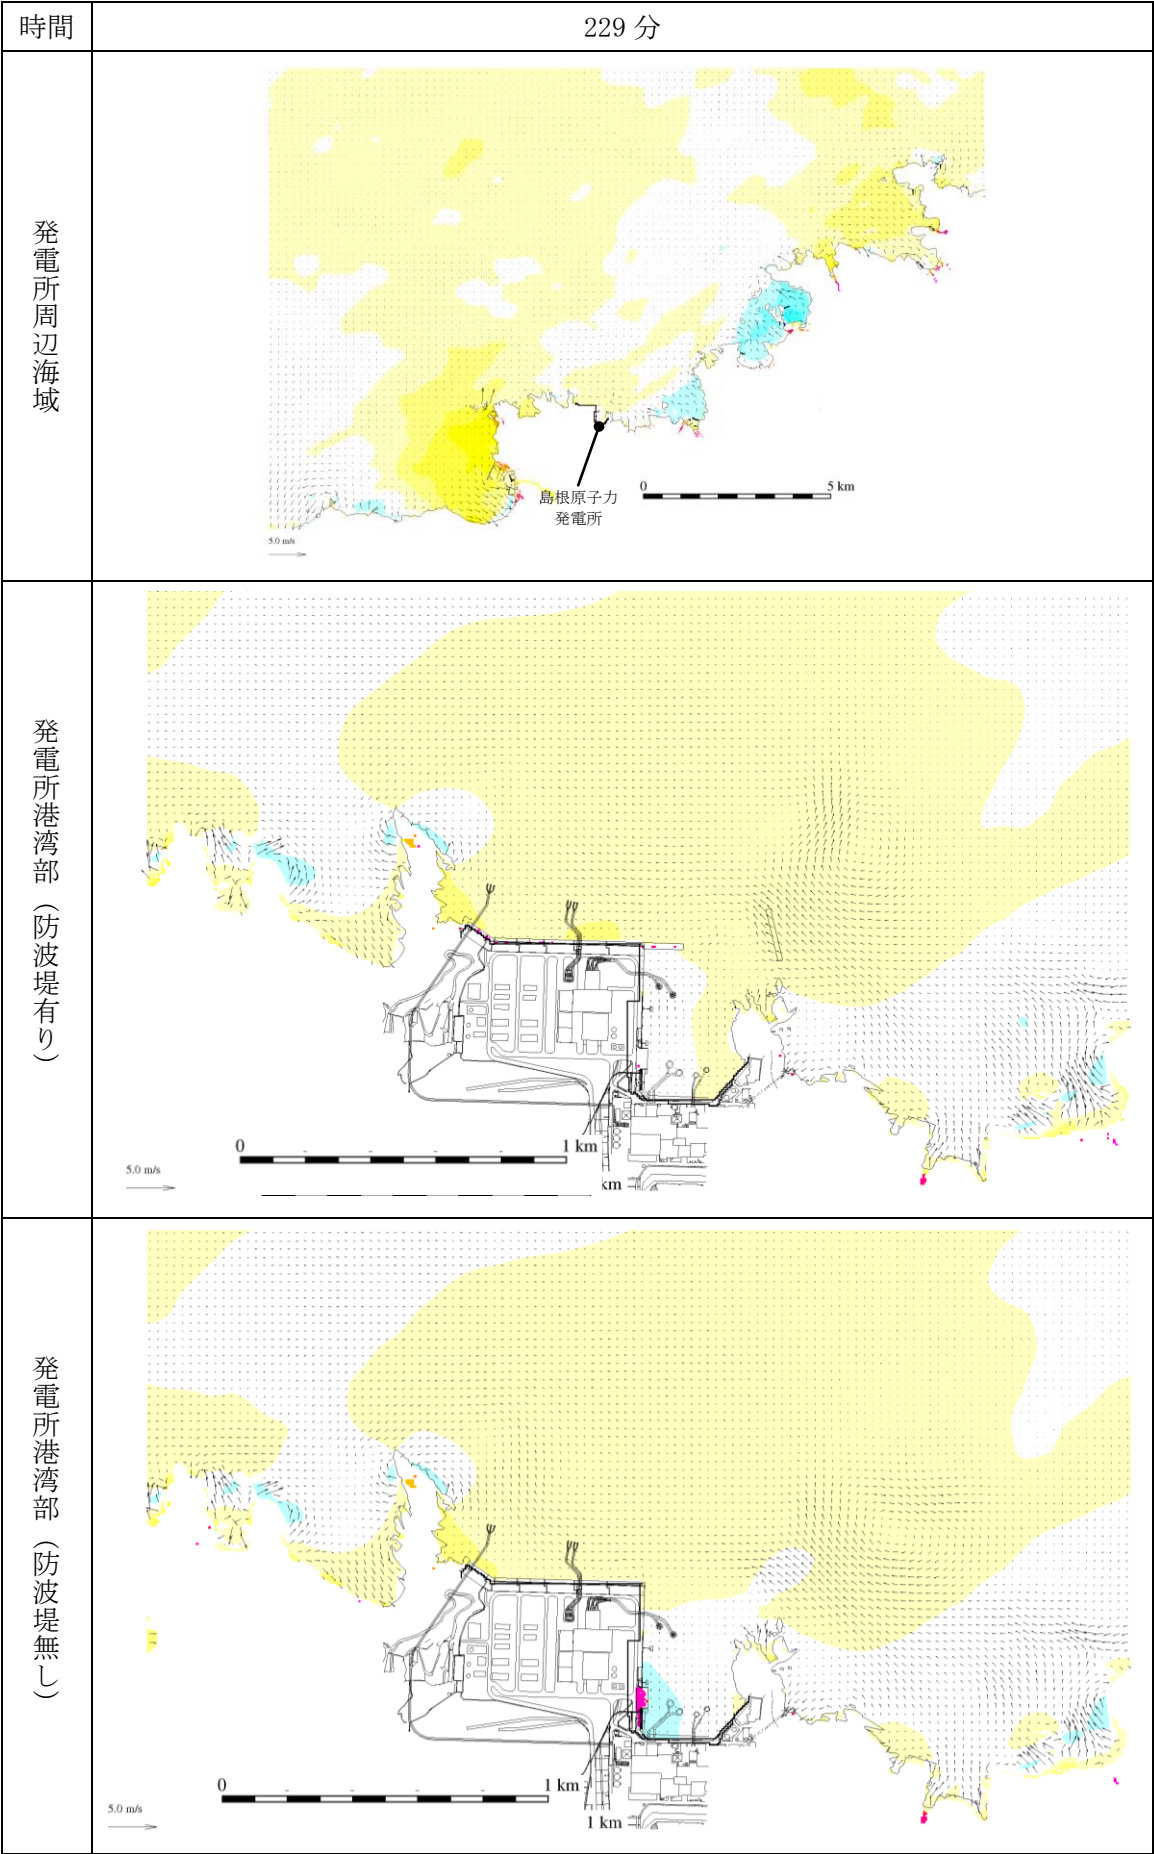 時間
229 分
発電所周辺海域
島根原子力
発電所
0
5 km
5.0 m/s
発電所港湾部（防波堤有り）
0
1 km
5.0 m/s
km
発電所港湾部（防波堤無し）
0
1 km
5.0 m/s
1 km